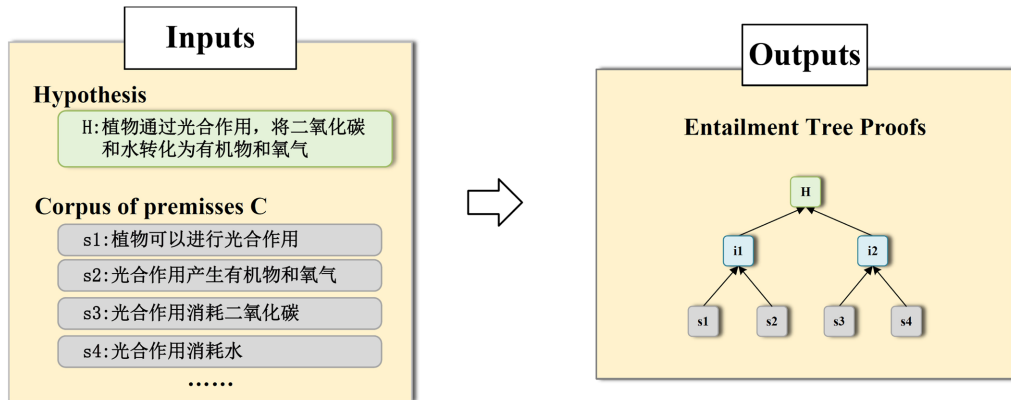 Inputs
Hypothesis
H:植物通过光合作用，将二氧化碳
和水转化为有机物和氧气
Corpus of premisses C
s1:植物可以进行光合作用
s2:光合作用产生有机物和氧气
s3:光合作用消耗二氧化碳
s4:光合作用消耗水
……
Outputs
Entailment Tree Proofs
H
i1
i2
s1
s2
s3
s4